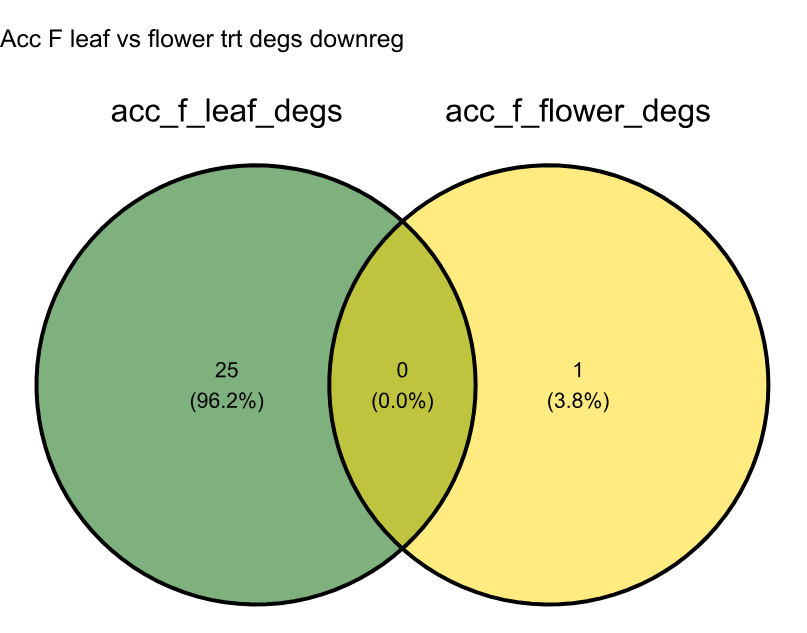 Acc F leaf vs flower trt degs downreg
acc_f_leaf_degs acc_f_flower_degs
25 0 1
(96.2%) (0.0%) (3.8%)